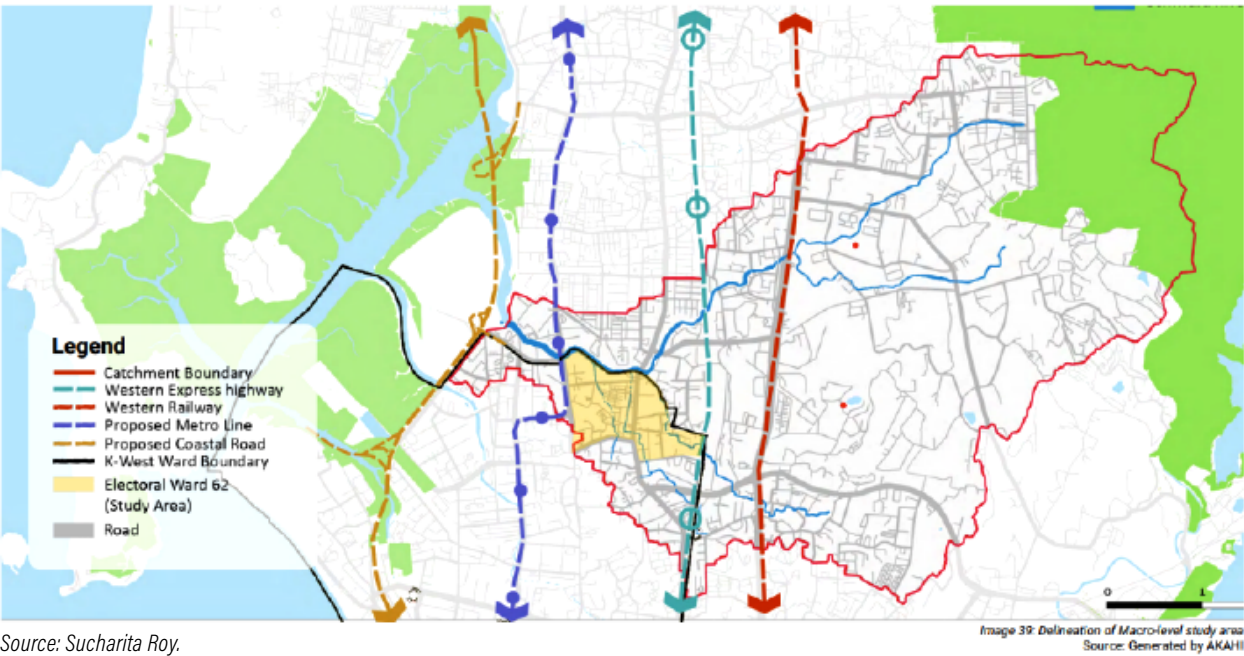 Legend
Catchment Boundary
Western Express highway
Western Railway
Proposed Metro Line
Proposed Coastal Road
K-West Ward Boundary
Electoral Ward 62
(Study Area)
Road
0 1
Image 39: Delineation of Macro-level study area
Source: Generated by AKAHI
Source: Sucharita Roy.